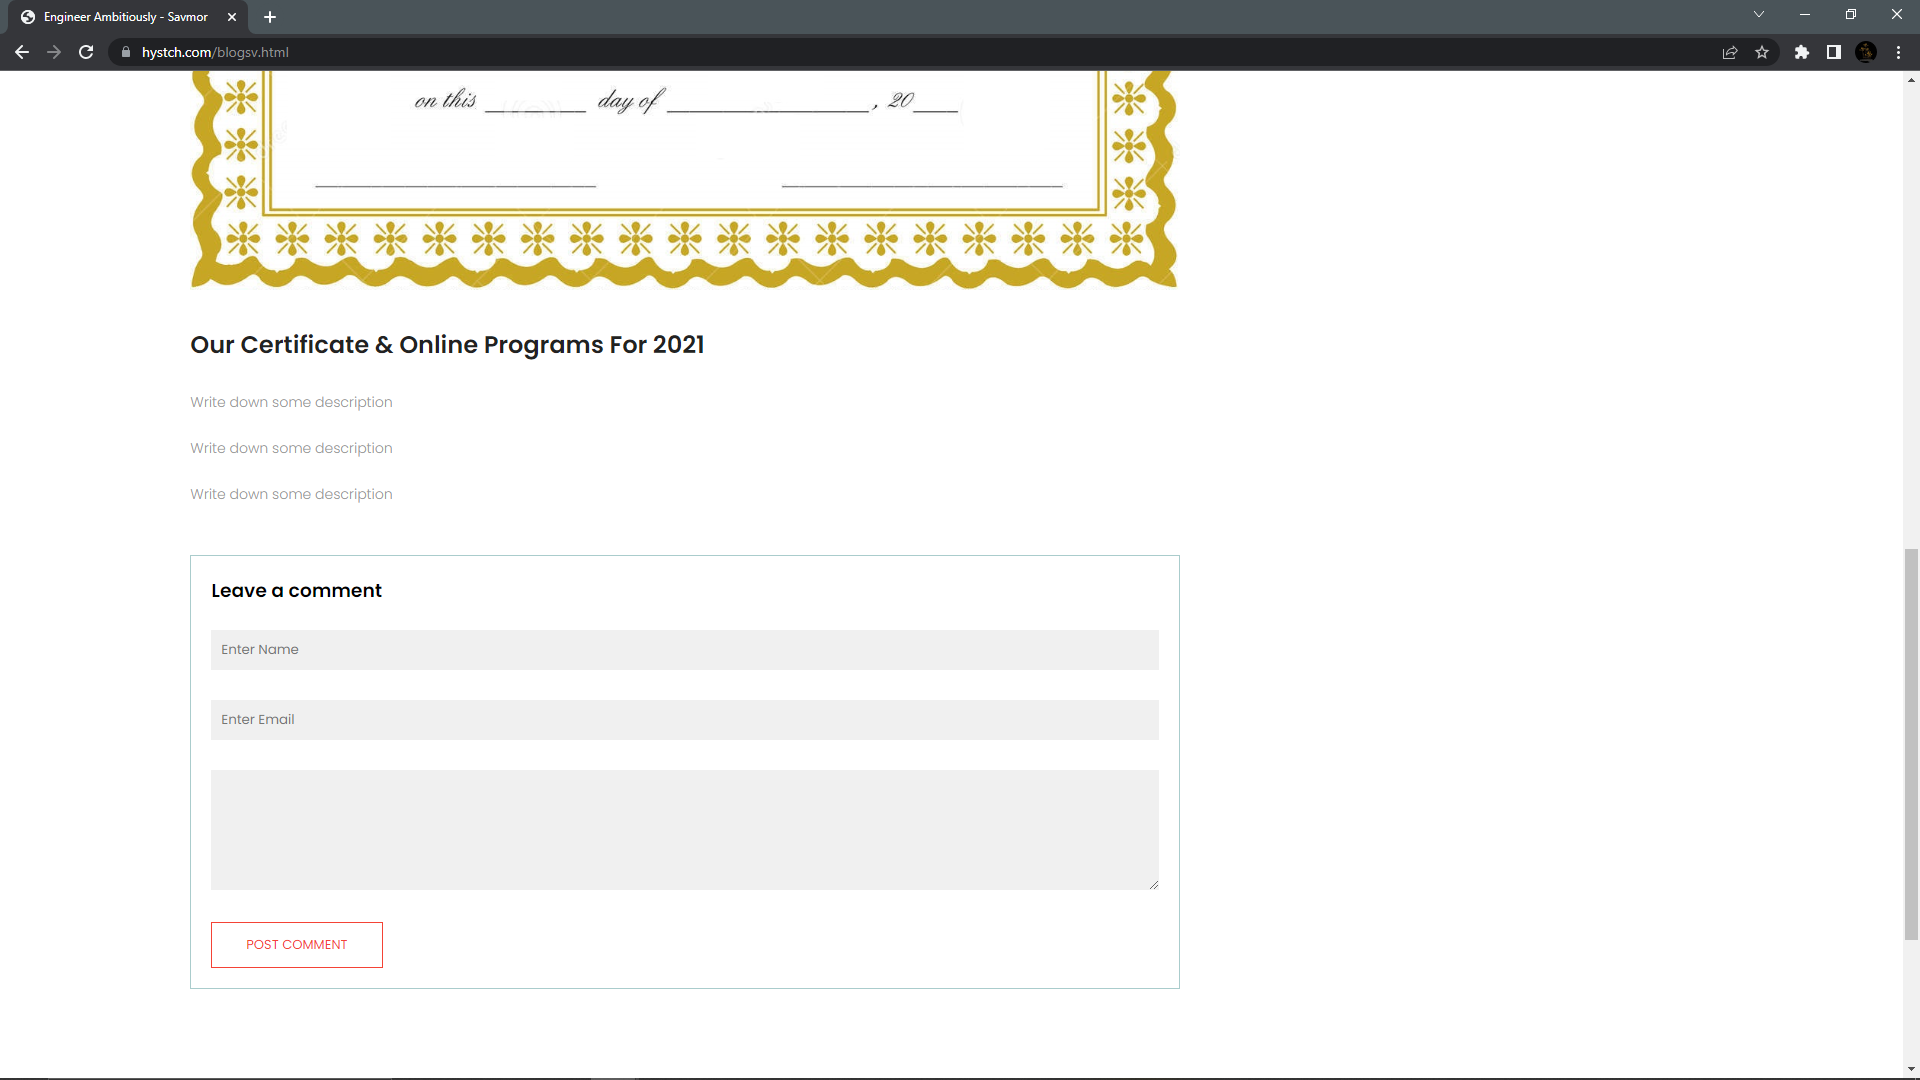 Engineer Ambitiously - Savmor
hystch.com/blogsv.html
on this ________ day of ________________, 20____
Our Certificate & Online Programs For 2021
Write down some description
Write down some description
Write down some description
Leave a comment
Enter Name
Enter Email
POST COMMENT